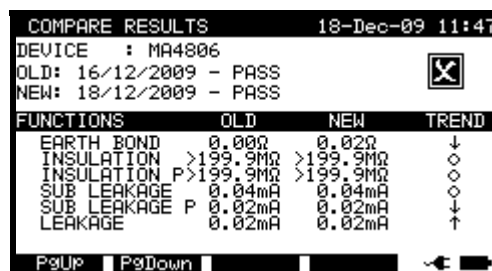 COMPARE RESULTS 18-Dec-09 11:47
DEVICE : MA4806
OLD: 16/12/2009 - PASS
NEW: 18/12/2009 - PASS
FUNCTIONS OLD NEW TREND
EARTH BOND 0.00Ω 0.02Ω ↓
INSULATION >199.9MΩ >199.9MΩ ○
INSULATION P>199.9MΩ >199.9MΩ ○
SUB LEAKAGE 0.04mA 0.04mA ○
SUB LEAKAGE P 0.02mA 0.02mA ↓
LEAKAGE 0.02mA 0.02mA ↑
PgUp PgDown